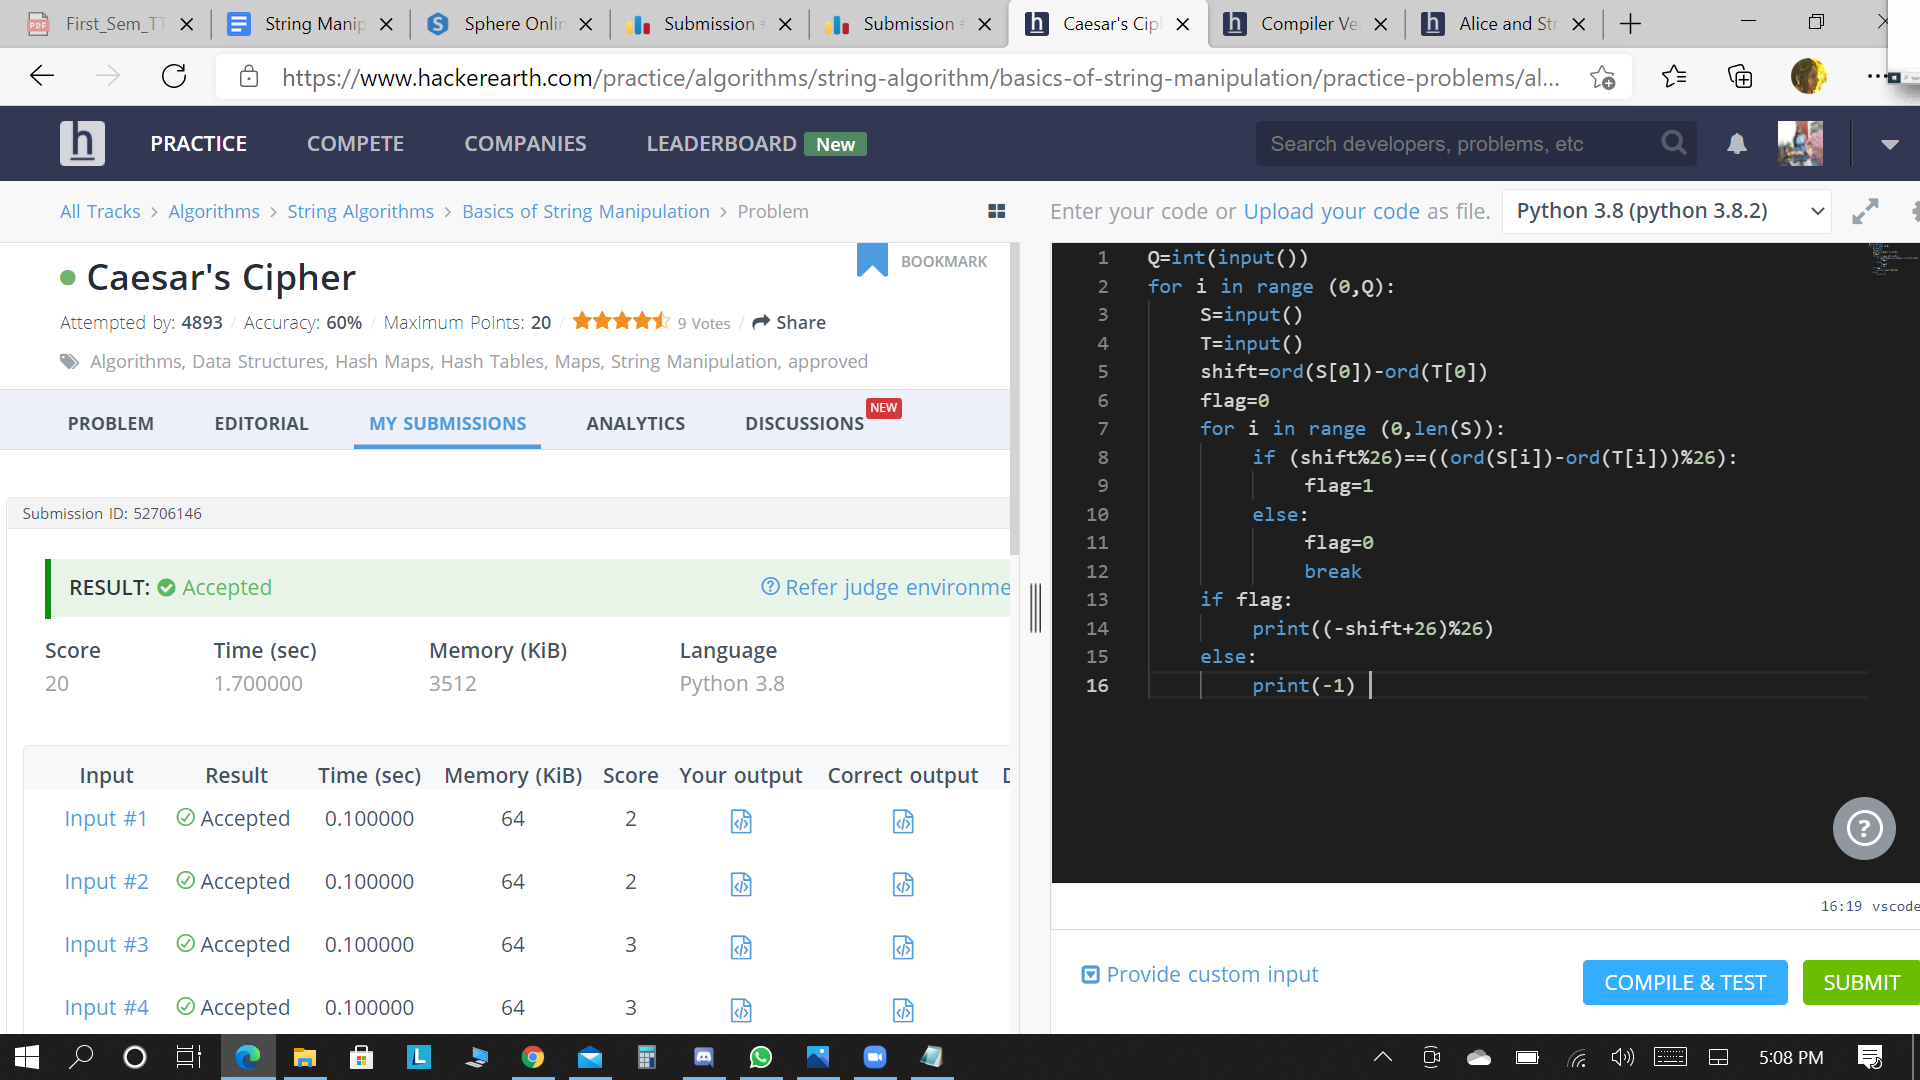 First_Sem_TT
String Manip
Sphere Onlin
Submission #
Submission #
Caesar's Cip
Compiler Ve
Alice and Str
https://www.hackerearth.com/practice/algorithms/string-algorithm/basics-of-string-manipulation/practice-problems/al...
h PRACTICE COMPETE COMPANIES LEADERBOARD New Search developers, problems, etc
All Tracks > Algorithms > String Algorithms > Basics of String Manipulation > Problem
Enter your code or Upload your code as file. Python 3.8 (python 3.8.2)
Caesar's Cipher
BOOKMARK
Attempted by: 4893 / Accuracy: 60% / Maximum Points: 20 / 9 Votes / Share
Algorithms, Data Structures, Hash Maps, Hash Tables, Maps, String Manipulation, approved
PROBLEM EDITORIAL MY SUBMISSIONS ANALYTICS DISCUSSIONS NEW
Submission ID: 52706146
RESULT: Accepted Refer judge environme
Score Time (sec) Memory (KiB) Language
20 1.700000 3512 Python 3.8
Input Result Time (sec) Memory (KiB) Score Your output Correct output D
Input #1 Accepted 0.100000 64 2
Input #2 Accepted 0.100000 64 2
Input #3 Accepted 0.100000 64 3
Input #4 Accepted 0.100000 64 3
1 Q=int(input())
2 for i in range (0,Q):
3 S=input()
4 T=input()
5 shift=ord(S[0])-ord(T[0])
6 flag=0
7 for i in range (0,len(S)):
8 if (shift%26)==((ord(S[i])-ord(T[i]))%26):
9 flag=1
10 else:
11 flag=0
12 break
13 if flag:
14 print((-shift+26)%26)
15 else:
16 print(-1)
16:19 vscode
Provide custom input
COMPILE & TEST
SUBMIT
5:08 PM